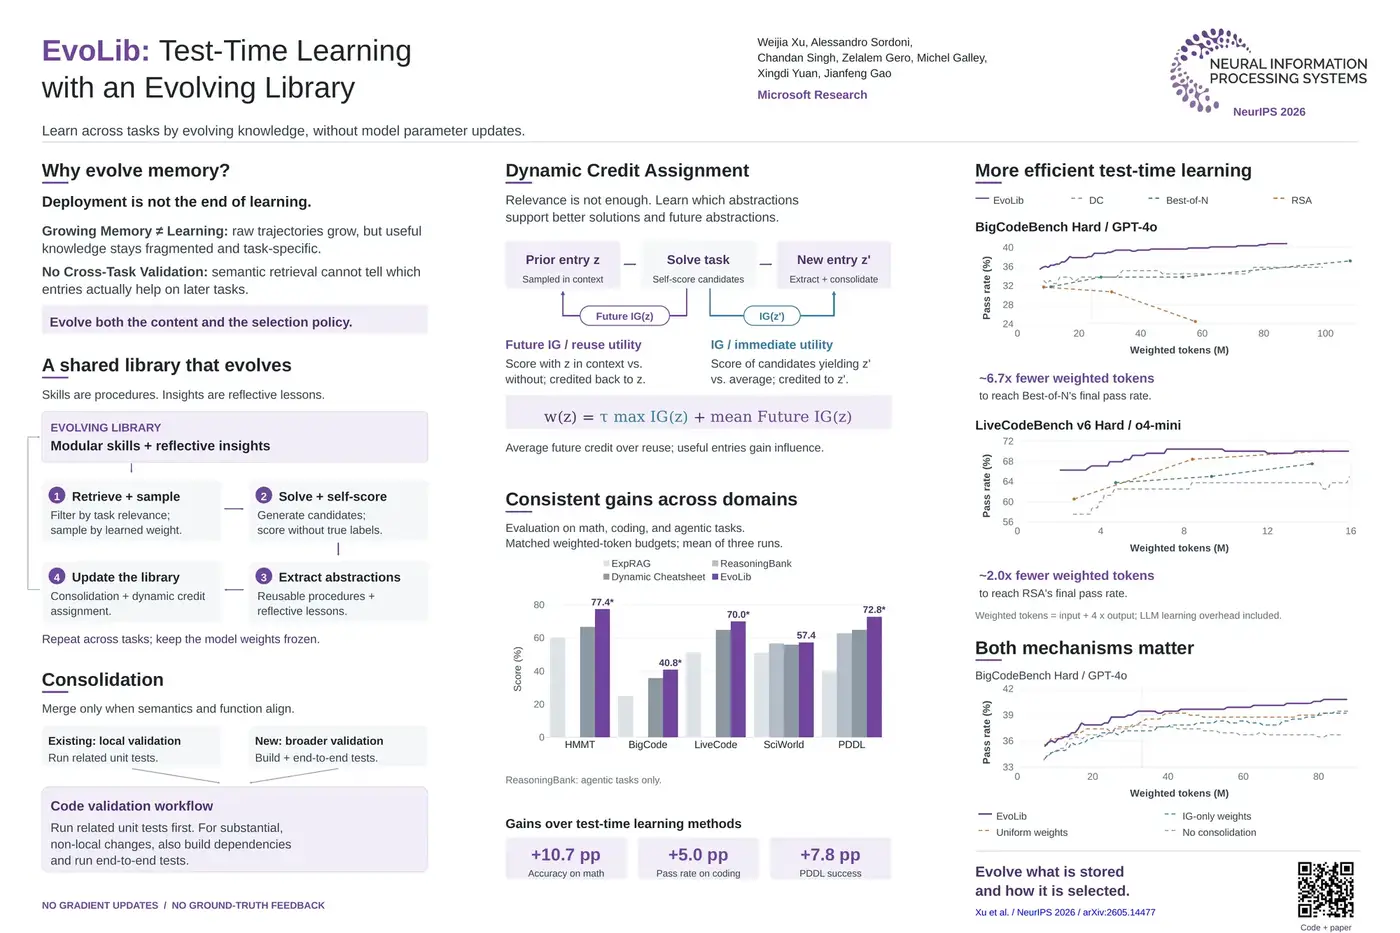 EvoLib: Test-Time Learning
with an Evolving Library
Learn across tasks by evolving knowledge, without model parameter updates.
Weijia Xu, Alessandro Sordoni,
Chandan Singh, Zelalem Gero, Michel Galley,
Xingdi Yuan, Jianfeng Gao
Microsoft Research
NEURAL INFORMATION
PROCESSING SYSTEMS
NeurIPS 2026
Why evolve memory?
Deployment is not the end of learning.
Growing Memory ≠ Learning: raw trajectories grow, but useful
knowledge stays fragmented and task-specific.
No Cross-Task Validation: semantic retrieval cannot tell which
entries actually help on later tasks.
Evolve both the content and the selection policy.
A shared library that evolves
Skills are procedures. Insights are reflective lessons.
EVOLVING LIBRARY
Modular skills + reflective insights
1 Retrieve + sample
Filter by task relevance;
sample by learned weight.
2 Solve + self-score
Generate candidates;
score without true labels.
4 Update the library
Consolidation + dynamic credit
assignment.
3 Extract abstractions
Reusable procedures +
reflective lessons.
Repeat across tasks; keep the model weights frozen.
Consolidation
Merge only when semantics and function align.
Existing: local validation
Run related unit tests.
New: broader validation
Build + end-to-end tests.
Code validation workflow
Run related unit tests first. For substantial,
non-local changes, also build dependencies
and run end-to-end tests.
NO GRADIENT UPDATES / NO GROUND-TRUTH FEEDBACK
Dynamic Credit Assignment
Relevance is not enough. Learn which abstractions
support better solutions and future abstractions.
Prior entry z
Sampled in context
Solve task
Self-score candidates
New entry z'
Extract + consolidate
Future IG(z)
IG(z')
Future IG / reuse utility
Score with z in context vs.
without; credited back to z.
IG / immediate utility
Score of candidates yielding z'
vs. average; credited to z'.
w(z) = τ max IG(z) + mean Future IG(z)
Average future credit over reuse; useful entries gain influence.
Consistent gains across domains
Evaluation on math, coding, and agentic tasks.
Matched weighted-token budgets; mean of three runs.
ExpRAG ReasoningBank
Dynamic Cheatsheet EvoLib
Score (%)
80
60
40
20
0
77.4*
40.8*
70.0*
57.4
72.8*
HMMT BigCode LiveCode SciWorld PDDL
ReasoningBank: agentic tasks only.
Gains over test-time learning methods
+10.7 pp
Accuracy on math
+5.0 pp
Pass rate on coding
+7.8 pp
PDDL success
More efficient test-time learning
EvoLib DC Best-of-N RSA
BigCodeBench Hard / GPT-4o
Pass rate (%)
40
36
32
28
24
0 20 40 60 80 100
Weighted tokens (M)
~6.7x fewer weighted tokens
to reach Best-of-N's final pass rate.
LiveCodeBench v6 Hard / o4-mini
Pass rate (%)
72
68
64
60
56
0 4 8 12 16
Weighted tokens (M)
~2.0x fewer weighted tokens
to reach RSA's final pass rate.
Weighted tokens = input + 4 x output; LLM learning overhead included.
Both mechanisms matter
BigCodeBench Hard / GPT-4o
Pass rate (%)
42
39
36
33
0 20 40 60 80
Weighted tokens (M)
EvoLib IG-only weights
Uniform weights No consolidation
Evolve what is stored
and how it is selected.
Xu et al. / NeurIPS 2026 / arXiv:2605.14477
Code + paper